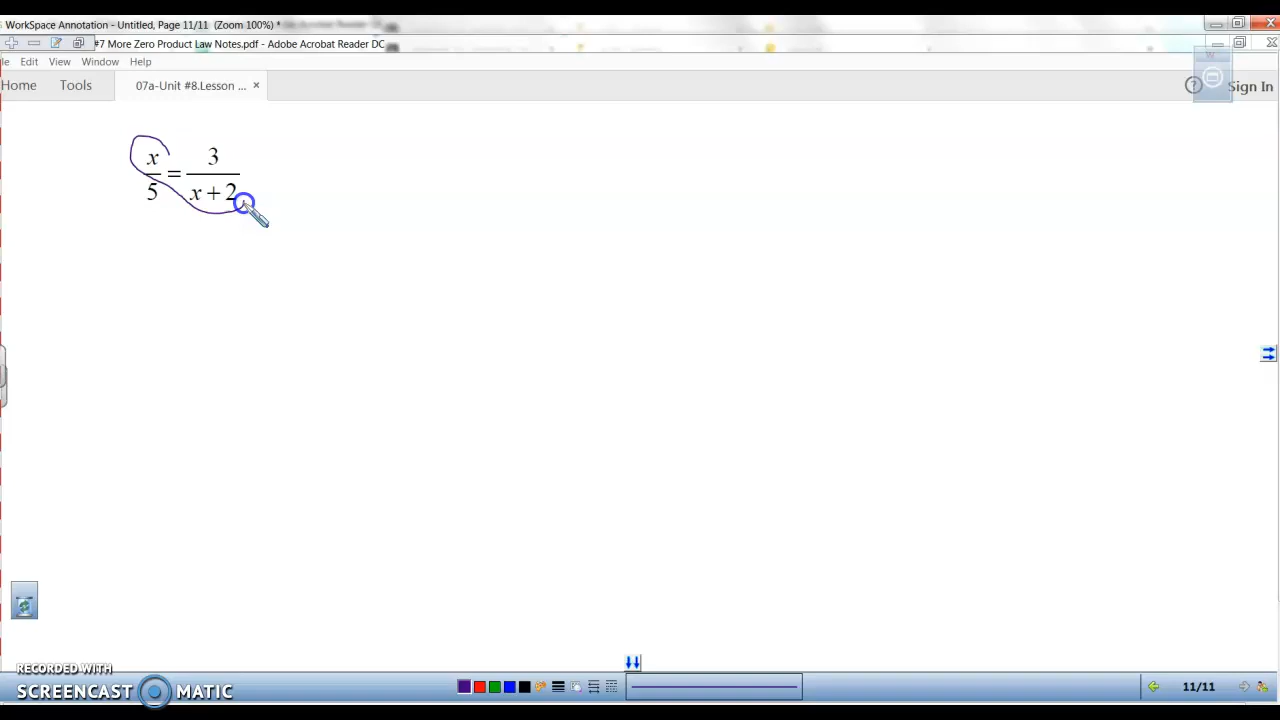 WorkSpace Annotation - Untitled, Page 11/11 (Zoom 100%) *
#7 More Zero Product Law Notes.pdf - Adobe Acrobat Reader DC
le Edit View Window Help
Home Tools 07a-Unit #8.Lesson ... × ? Sign In
x/5 = 3/(x + 2)
RECORDED WITH
SCREENCAST MATIC
11/11